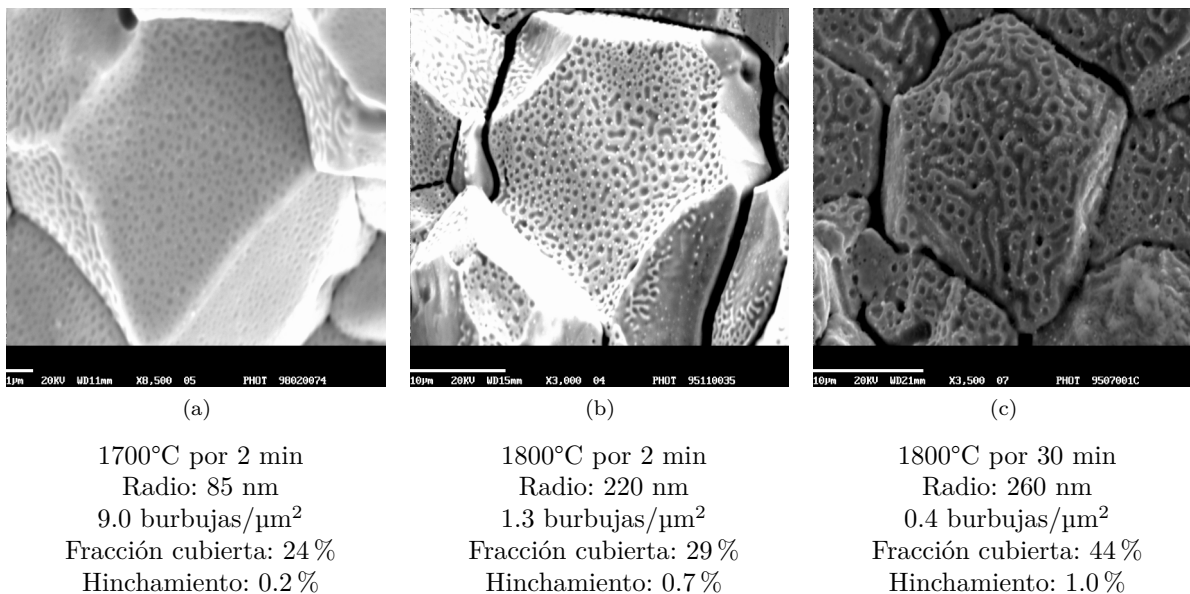 1µm 20KV WD11mm X8,500 05 PHOT 98020074
10µm 20KV WD15mm X3,000 04 PHOT 95110035
10µm 20KV WD21mm X3,500 07 PHOT 9507001C
(a)
(b)
(c)
1700°C por 2 min
Radio: 85 nm
9.0 burbujas/µm²
Fracción cubierta: 24 %
Hinchamiento: 0.2 %
1800°C por 2 min
Radio: 220 nm
1.3 burbujas/µm²
Fracción cubierta: 29 %
Hinchamiento: 0.7 %
1800°C por 30 min
Radio: 260 nm
0.4 burbujas/µm²
Fracción cubierta: 44 %
Hinchamiento: 1.0 %